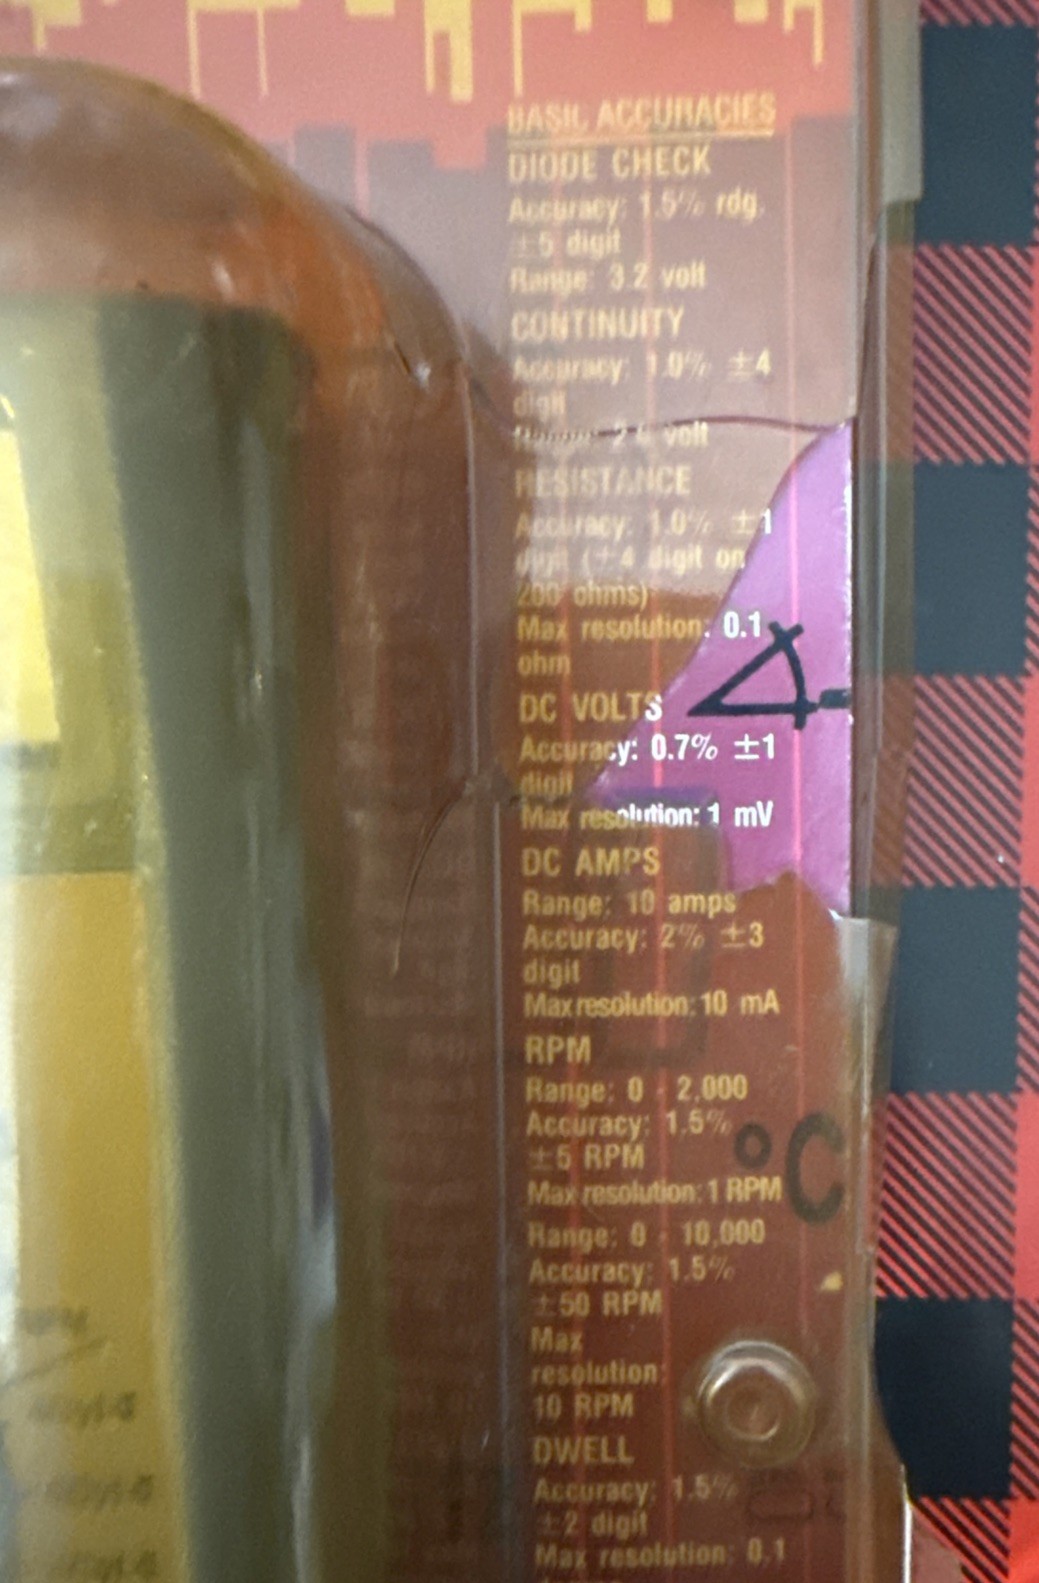 BASIC ACCURACIES
DIODE CHECK
Accuracy: 1.5% rdg.
±5 digit
Range: 3.2 volt
CONTINUITY
Accuracy: 1.0% ±4
digit
volt
RESISTANCE
Accuracy: 1.0% ±1
digit (±4 digit on
200 ohms)
Max resolution: 0.1
ohm
DC VOLTS
Accuracy: 0.7% ±1
digit
Max resolution: 1 mV
DC AMPS
Range: 10 amps
Accuracy: 2% ±3
digit
Max resolution: 10 mA
RPM
Range: 0 - 2,000
Accuracy: 1.5%
±5 RPM
°C
Max resolution: 1 RPM
Range: 0 - 10,000
Accuracy: 1.5%
±50 RPM
Max
resolution:
10 RPM
DWELL
Accuracy: 1.5%
±2 digit
Max resolution: 0.1